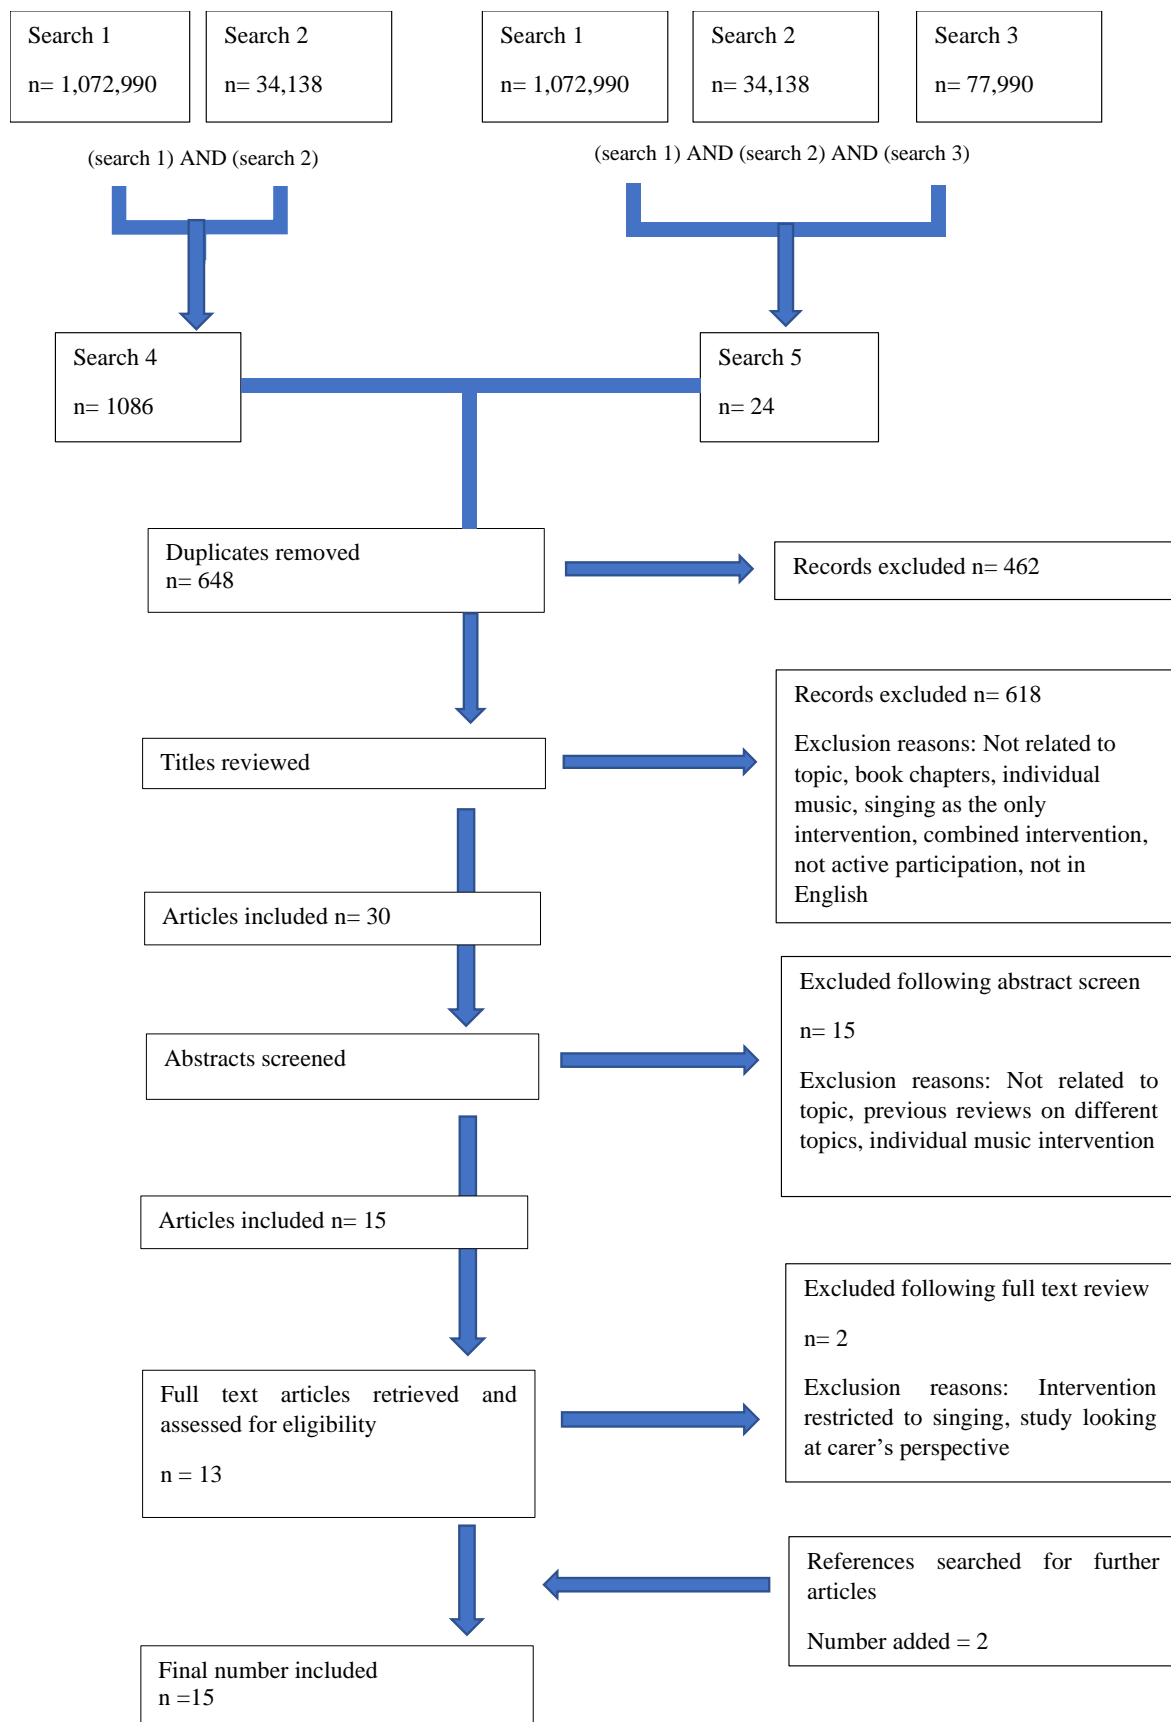 Search 1
n= 1,072,990
Search 2
n= 34,138
Search 1
n= 1,072,990
Search 2
n= 34,138
Search 3
n= 77,990
(search 1) AND (search 2)
(search 1) AND (search 2) AND (search 3)
Search 4
n= 1086
Search 5
n= 24
Duplicates removed
n= 648
Records excluded n= 462
Titles reviewed
Records excluded n= 618
Exclusion reasons: Not related to
topic, book chapters, individual
music, singing as the only
intervention, combined intervention,
not active participation, not in
English
Articles included n= 30
Abstracts screened
Excluded following abstract screen
n= 15
Exclusion reasons: Not related to
topic, previous reviews on different
topics, individual music intervention
Articles included n= 15
Full text articles retrieved and
assessed for eligibility
n = 13
Excluded following full text review
n= 2
Exclusion reasons: Intervention
restricted to singing, study looking
at carer’s perspective
References searched for further
articles
Number added = 2
Final number included
n =15